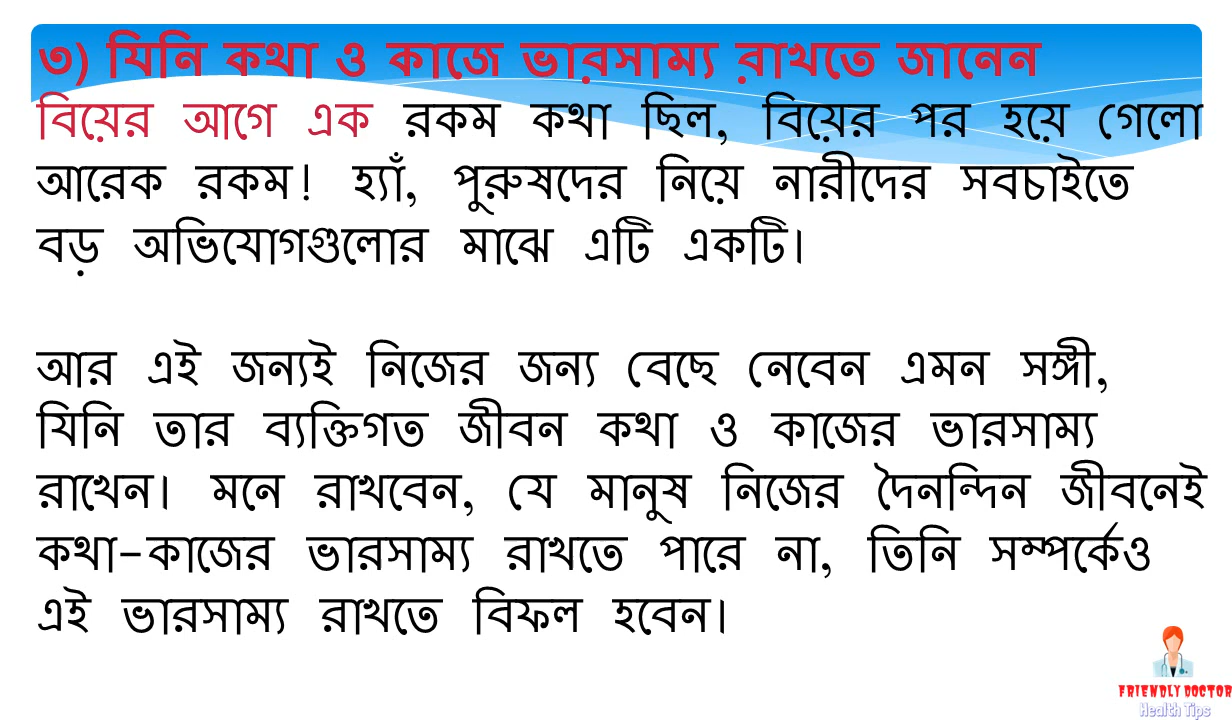 ৩) যিনি কথা ও কাজে ভারসাম্য রাখতে জানেন
বিয়ের আগে এক রকম কথা ছিল, বিয়ের পর হয়ে গেলো
আরেক রকম! হ্যাঁ, পুরুষদের নিয়ে নারীদের সবচাইতে
বড় অভিযোগগুলোর মাঝে এটি একটি।
আর এই জন্যই নিজের জন্য বেছে নেবেন এমন সঙ্গী,
যিনি তার ব্যক্তিগত জীবন কথা ও কাজের ভারসাম্য
রাখেন। মনে রাখবেন, যে মানুষ নিজের দৈনন্দিন জীবনেই
কথা-কাজের ভারসাম্য রাখতে পারে না, তিনি সম্পর্কেও
এই ভারসাম্য রাখতে বিফল হবেন।
FRIENDLY DOCTOR
Health Tips